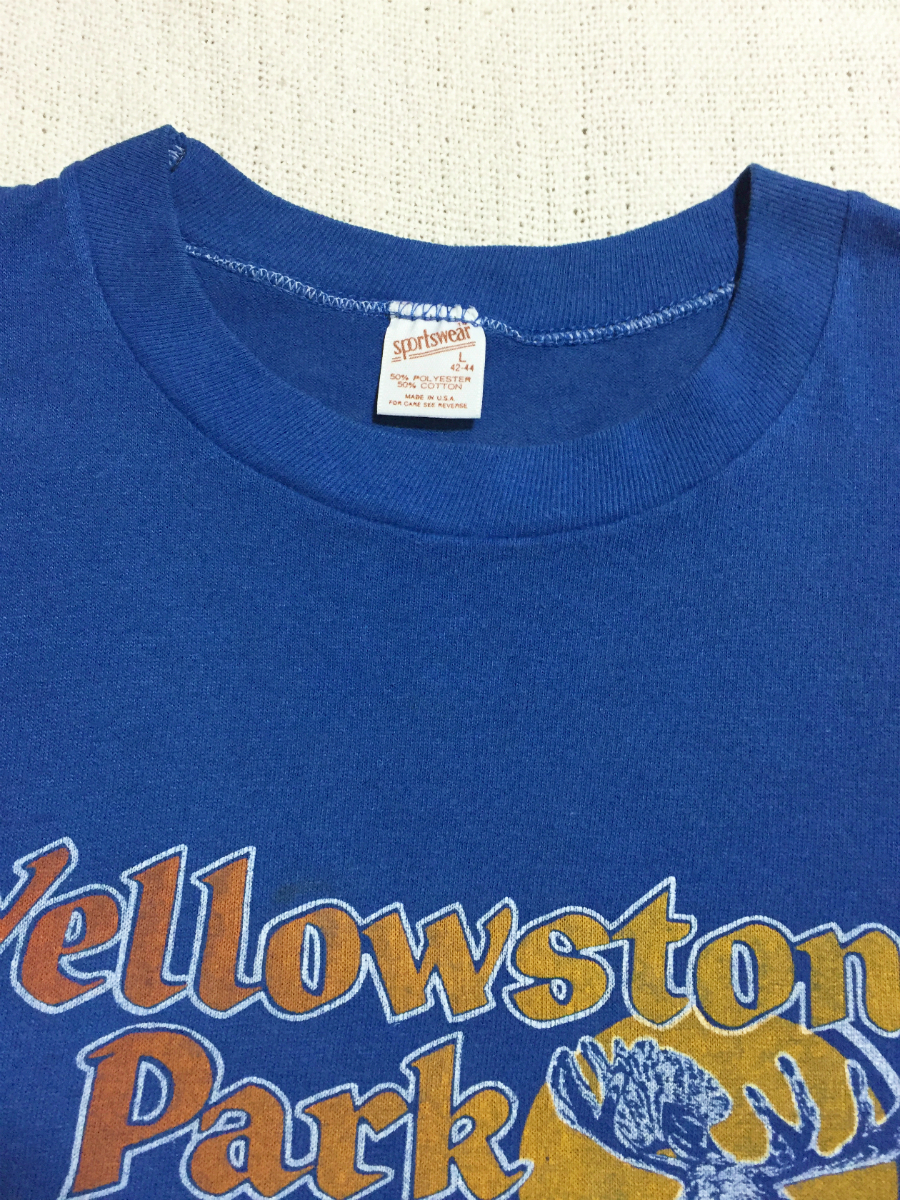 sportswear
L
42-44
50% POLYESTER
50% COTTON
MADE IN U.S.A.
FOR CARE SEE REVERSE
Yellowston
Park